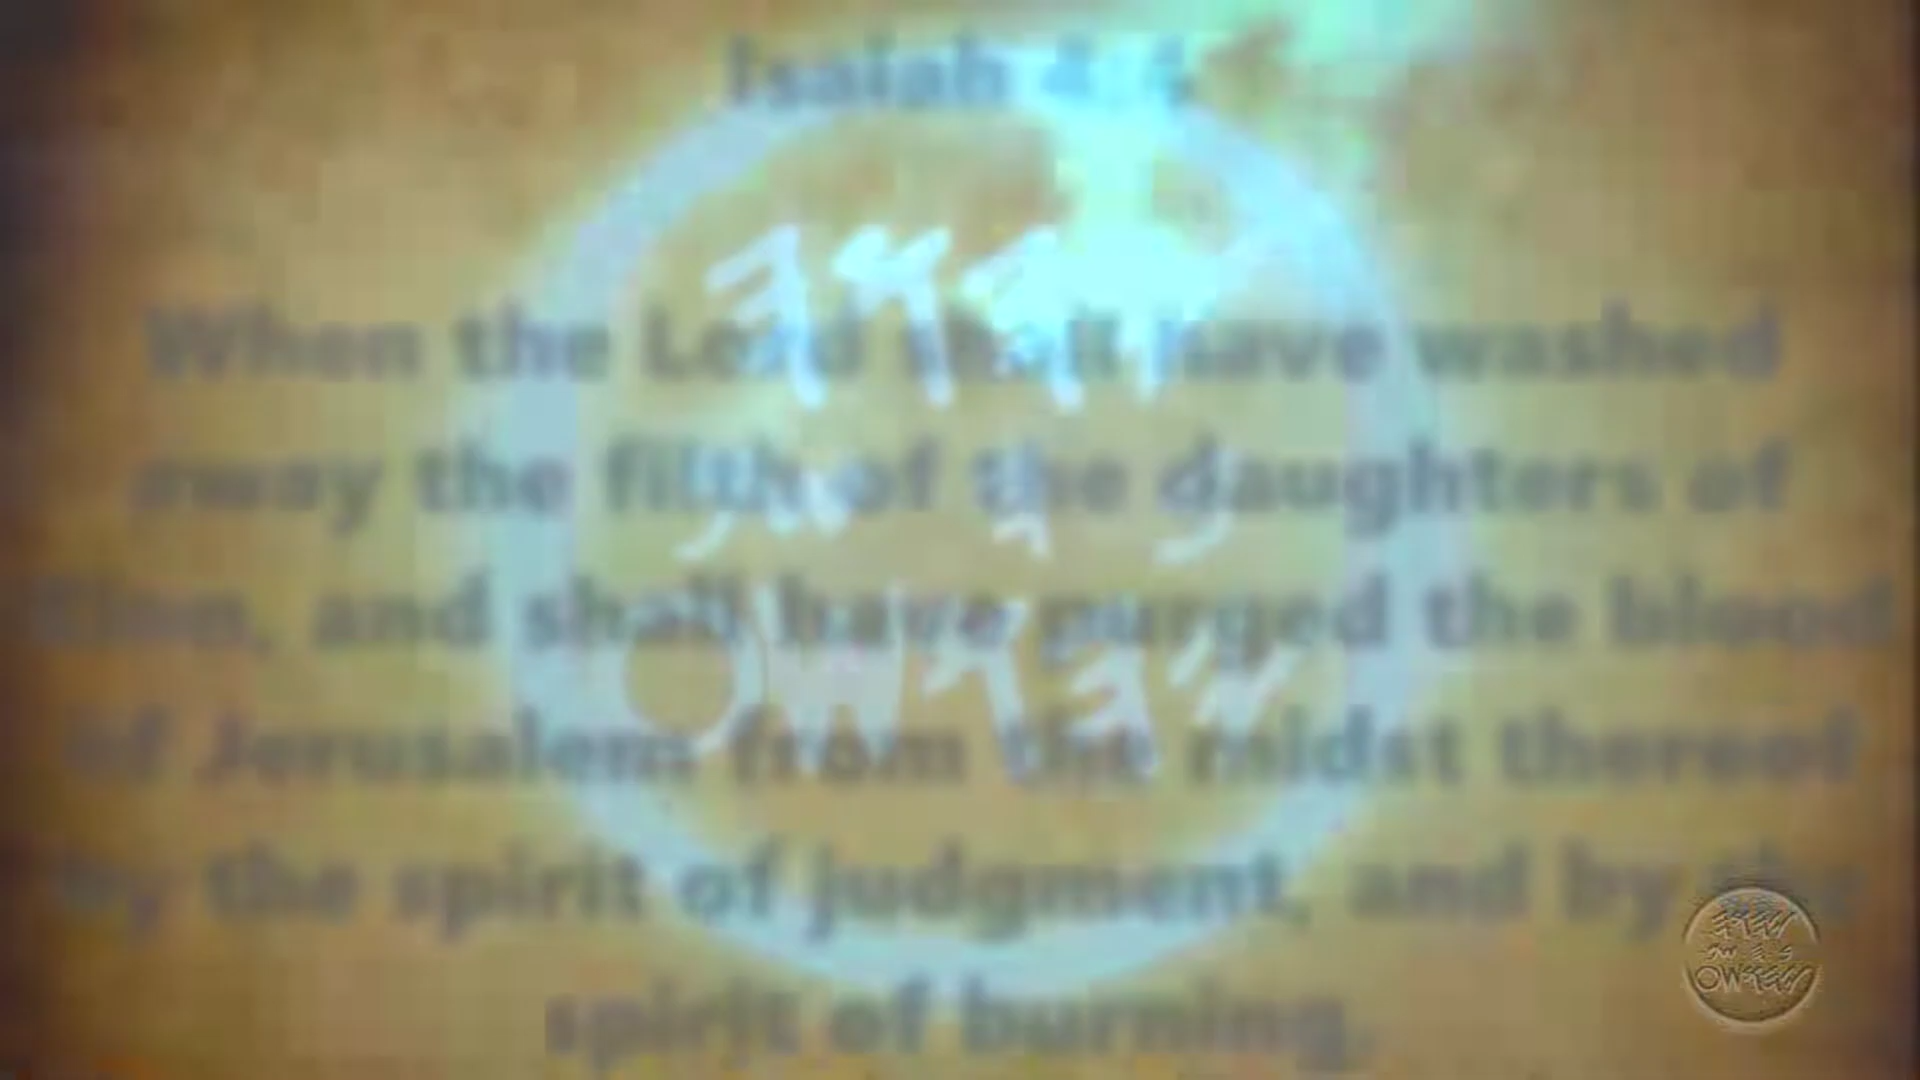 Isaiah 4:4
𐤉𐤄𐤅𐤄
When the Lord shall have washed
away the filth of the daughters of
Zion, and shall have purged the blood
𐤉𐤄𐤅𐤔𐤏
of Jerusalem from the midst thereof
by the spirit of judgment, and by the
spirit of burning.